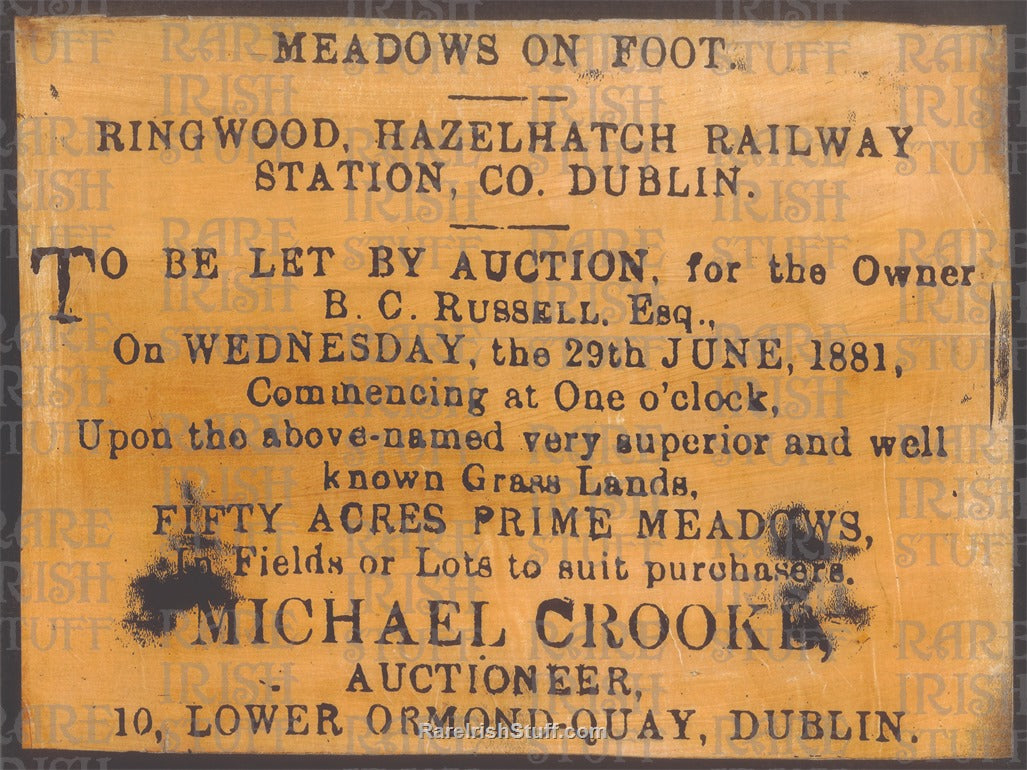 MEADOWS ON FOOT.
RINGWOOD, HAZELHATCH RAILWAY
STATION, CO. DUBLIN.
TO BE LET BY AUCTION, for the Owner
B. C. RUSSELL, Esq.,
On WEDNESDAY, the 29th JUNE, 1881,
Commencing at One o'clock,
Upon the above-named very superior and well
known Grass Lands,
FIFTY ACRES PRIME MEADOWS,
In Fields or Lots to suit purchasers.
MICHAEL CROOKE,
AUCTIONEER,
10, LOWER ORMOND-QUAY, DUBLIN.
RareIrishStuff.com
RARE
IRISH
STUFF